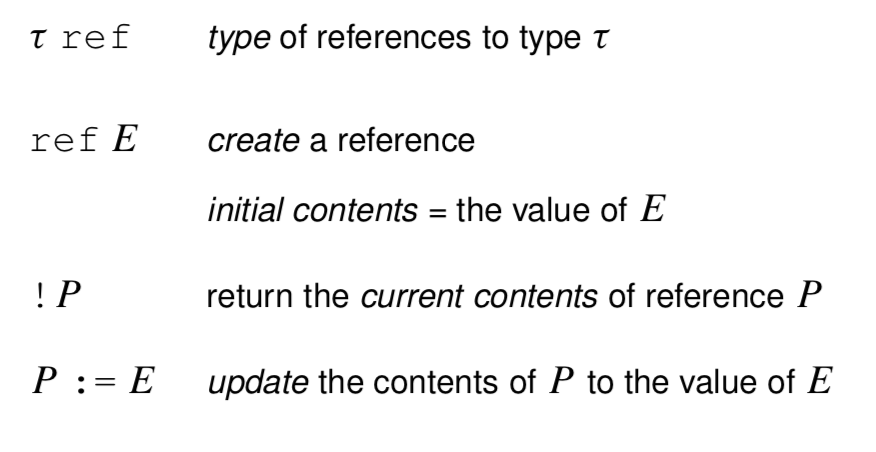 τ ref type of references to type τ
ref E create a reference
initial contents = the value of E
! P return the current contents of reference P
P := E update the contents of P to the value of E